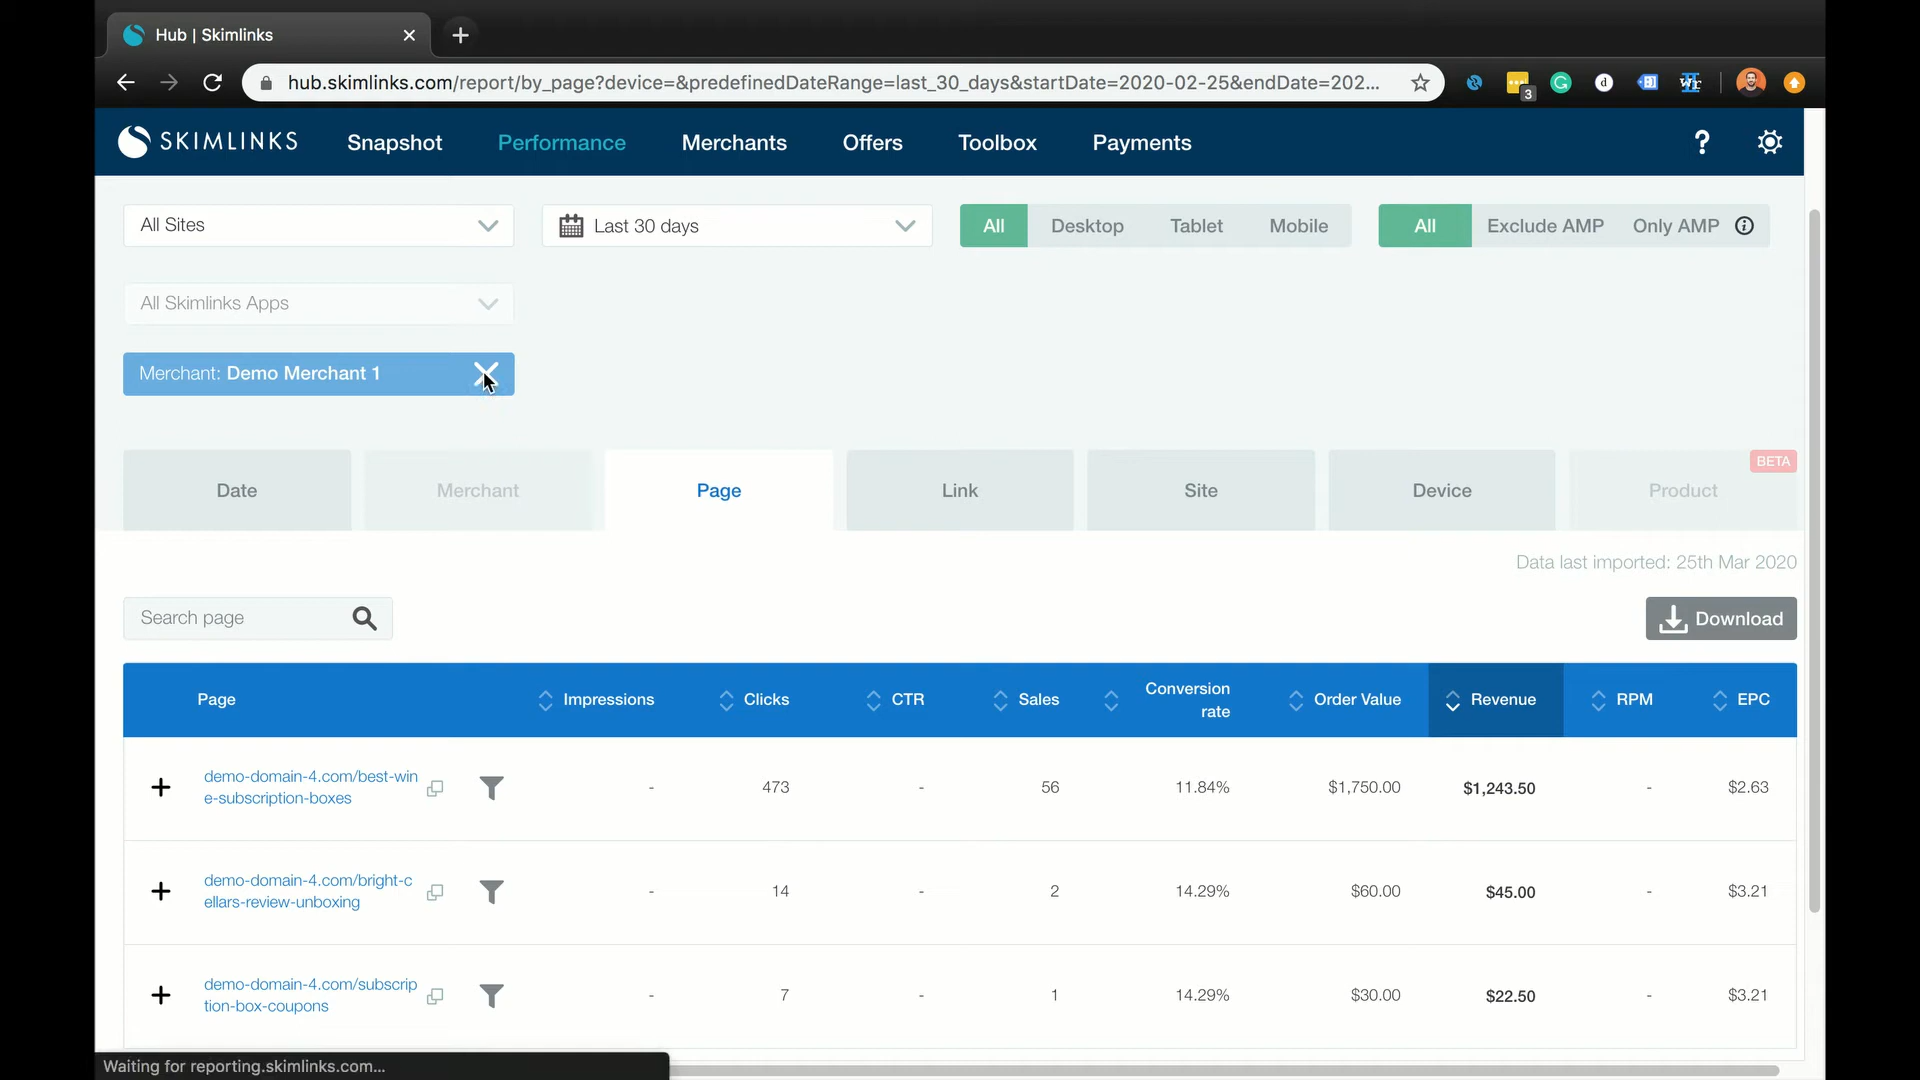 Hub | Skimlinks
hub.skimlinks.com/report/by_page?device=&predefinedDateRange=last_30_days&startDate=2020-02-25&endDate=202...
3
SKIMLINKS Snapshot Performance Merchants Offers Toolbox Payments ?
All Sites Last 30 days All Desktop Tablet Mobile All Exclude AMP Only AMP
All Skimlinks Apps
Merchant: Demo Merchant 1
BETA
Date Merchant Page Link Site Device Product
Data last imported: 25th Mar 2020
Search page Download
Page Impressions Clicks CTR Sales Conversion rate Order Value Revenue RPM EPC
demo-domain-4.com/best-win
e-subscription-boxes
- 473 - 56 11.84% $1,750.00 $1,243.50 - $2.63
demo-domain-4.com/bright-c
ellars-review-unboxing
- 14 - 2 14.29% $60.00 $45.00 - $3.21
demo-domain-4.com/subscrip
tion-box-coupons
- 7 - 1 14.29% $30.00 $22.50 - $3.21
Waiting for reporting.skimlinks.com...